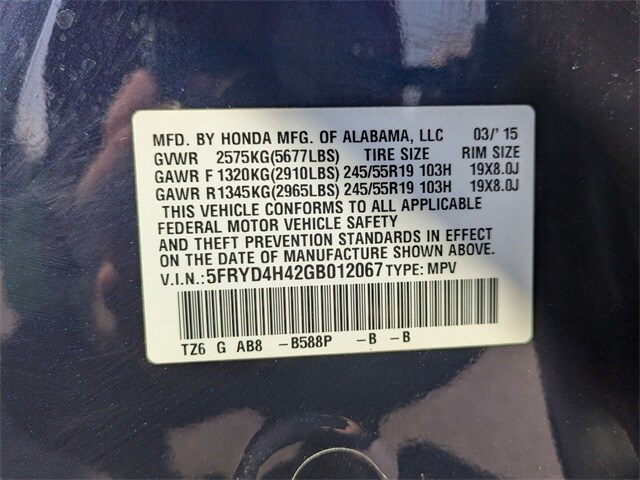 MFD. BY HONDA MFG. OF ALABAMA, LLC 03/'15
GVWR 2575KG(5677LBS) TIRE SIZE RIM SIZE
GAWR F 1320KG(2910LBS) 245/55R19 103H 19X8.0J
GAWR R1345KG(2965LBS) 245/55R19 103H 19X8.0J
THIS VEHICLE CONFORMS TO ALL APPLICABLE
FEDERAL MOTOR VEHICLE SAFETY
AND THEFT PREVENTION STANDARDS IN EFFECT
ON THE DATE OF MANUFACTURE SHOWN ABOVE.
V.I.N.:5FRYD4H42GB012067 TYPE: MPV
TZ6 G AB8 -B588P -B -B